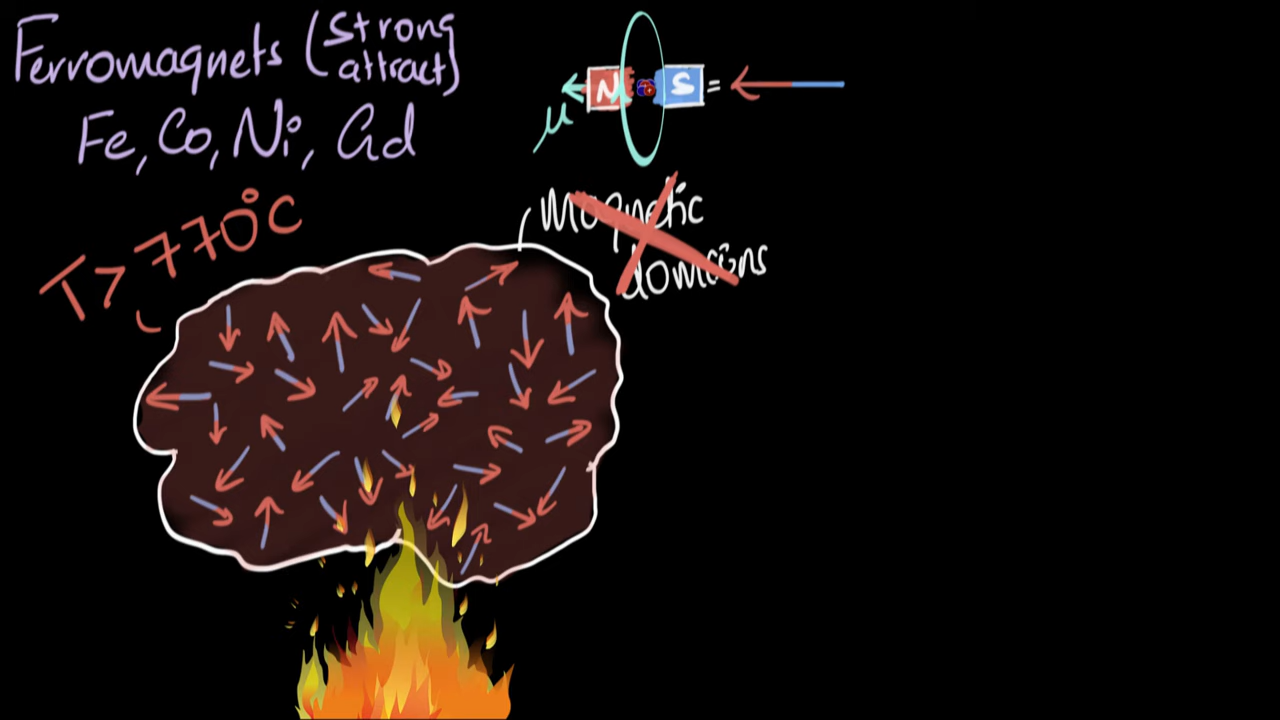 Ferromagnets (strong attract)
Fe, Co, Ni, Gd
μ N S =
T > 770°C
Magnetic
domains